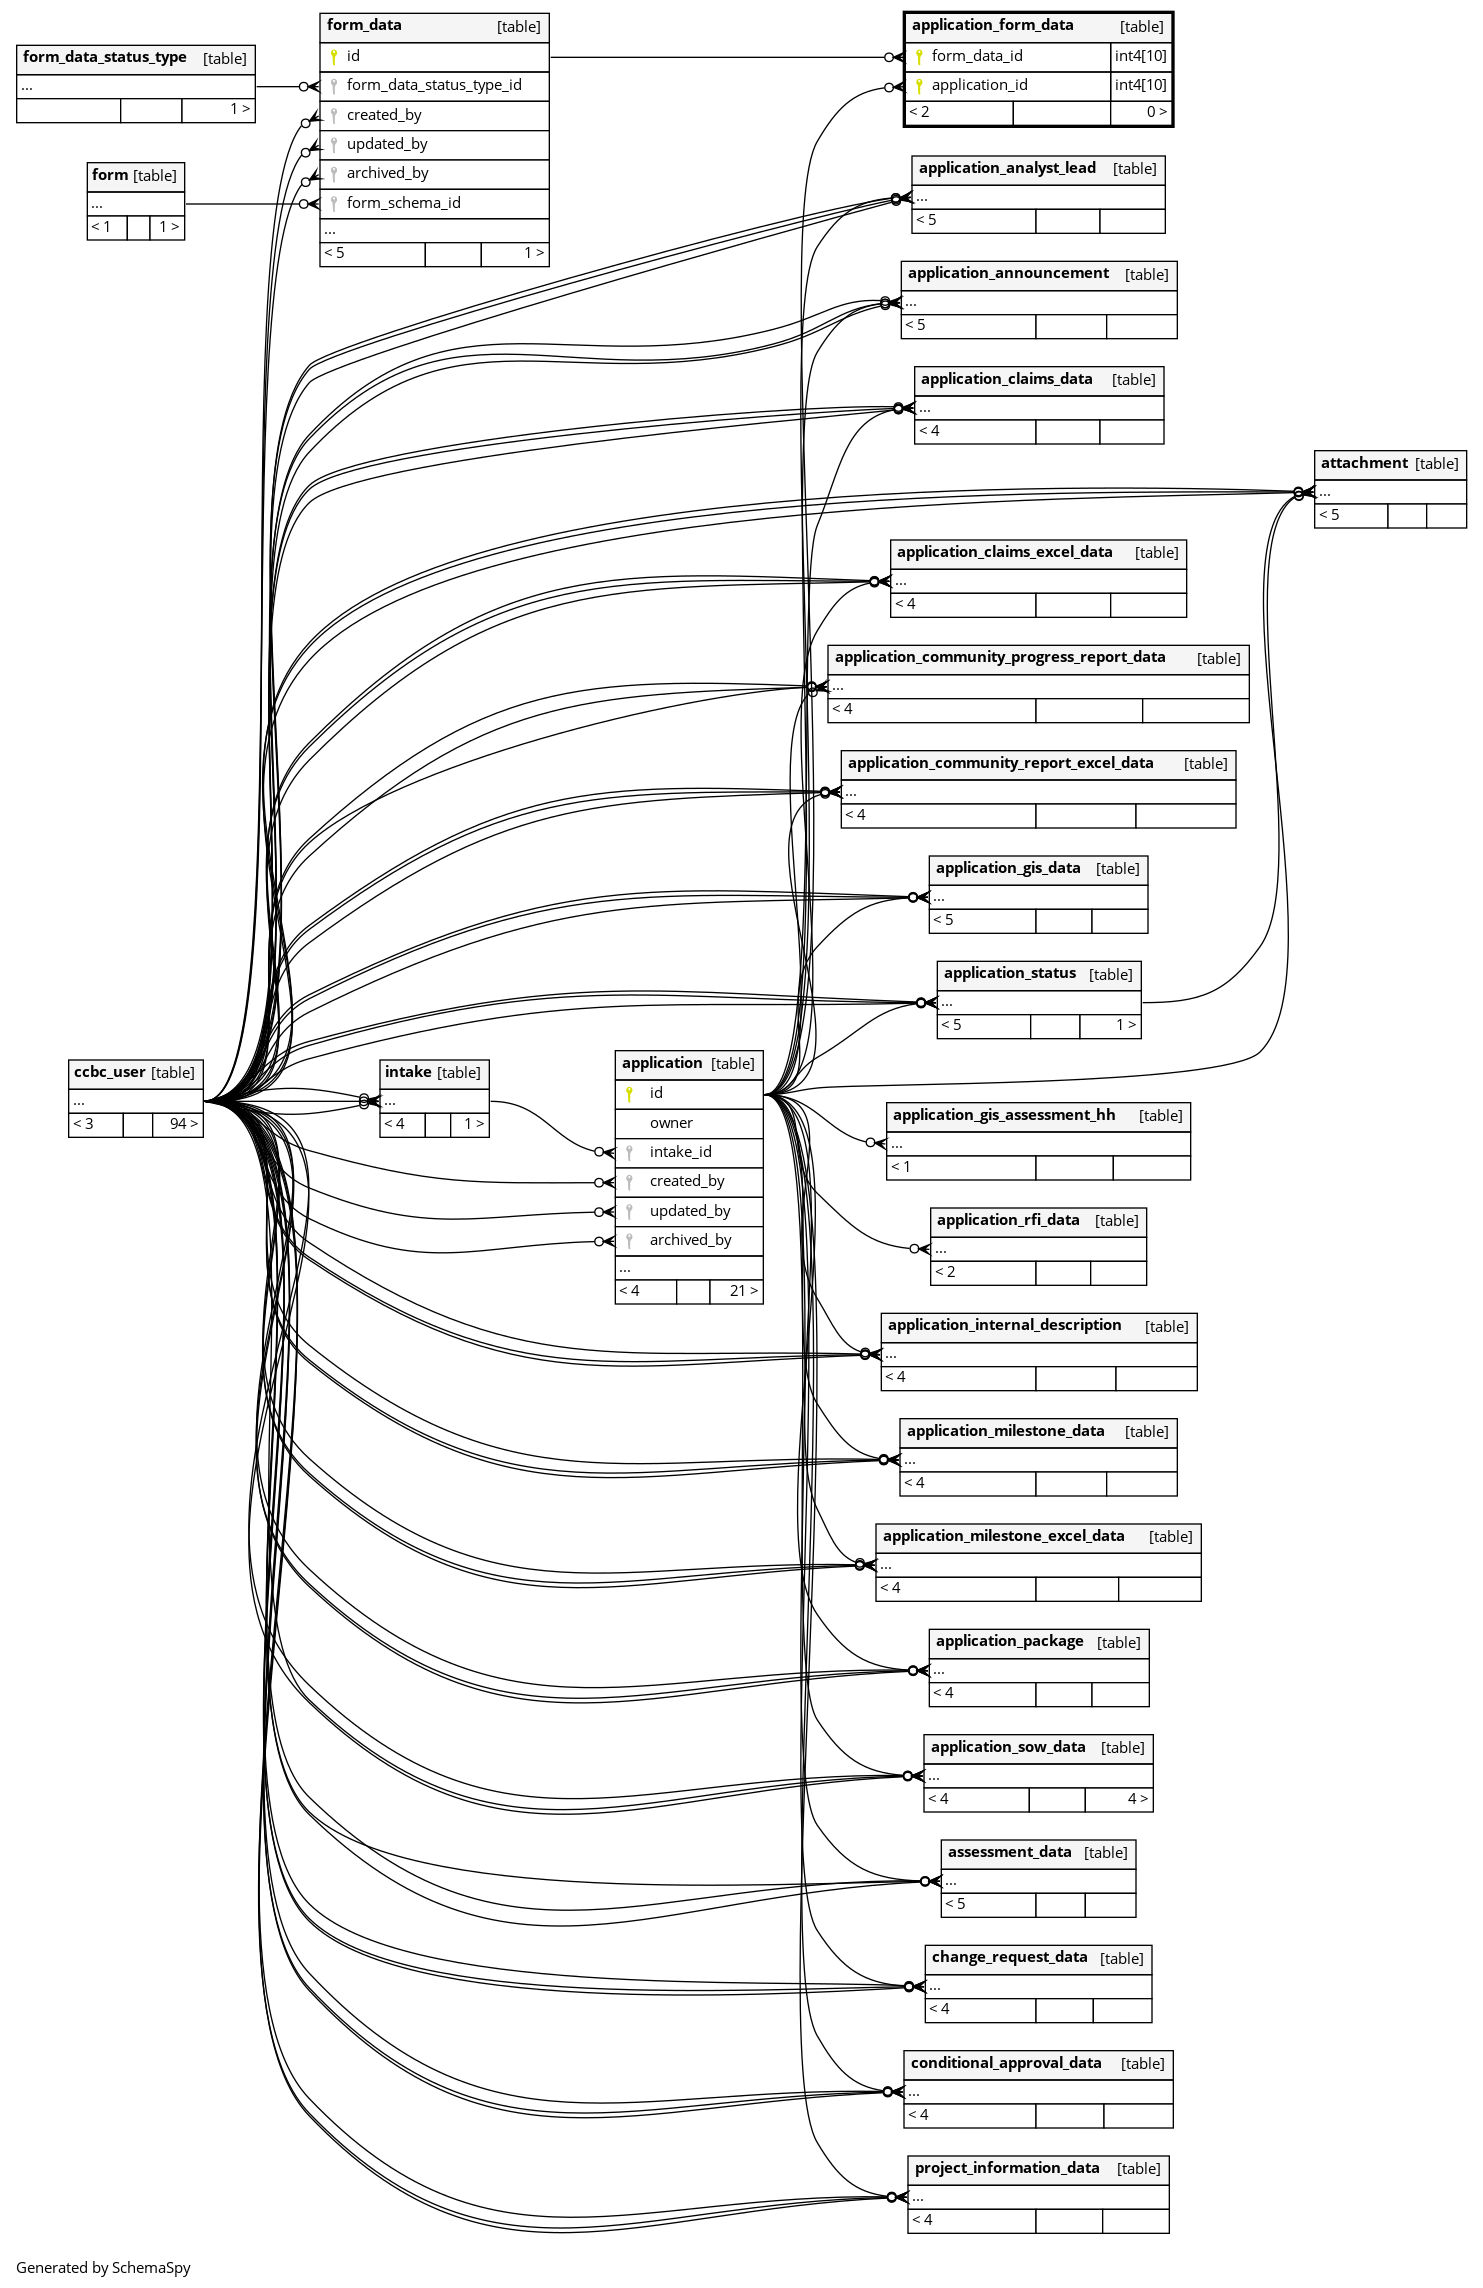 form_data_status_type [table]
...
1 >
form [table]
...
< 1 1 >
form_data [table]
id
form_data_status_type_id
created_by
updated_by
archived_by
form_schema_id
...
< 5 1 >
application_form_data [table]
form_data_id int4[10]
application_id int4[10]
< 2 0 >
application_analyst_lead [table]
...
< 5
application_announcement [table]
...
< 5
application_claims_data [table]
...
< 4
attachment [table]
...
< 5
application_claims_excel_data [table]
...
< 4
application_community_progress_report_data [table]
...
< 4
application_community_report_excel_data [table]
...
< 4
application_gis_data [table]
...
< 5
application_status [table]
...
< 5 1 >
ccbc_user [table]
...
< 3 94 >
intake [table]
...
< 4 1 >
application [table]
id
owner
intake_id
created_by
updated_by
archived_by
...
< 4 21 >
application_gis_assessment_hh [table]
...
< 1
application_rfi_data [table]
...
< 2
application_internal_description [table]
...
< 4
application_milestone_data [table]
...
< 4
application_milestone_excel_data [table]
...
< 4
application_package [table]
...
< 4
application_sow_data [table]
...
< 4 4 >
assessment_data [table]
...
< 5
change_request_data [table]
...
< 4
conditional_approval_data [table]
...
< 4
project_information_data [table]
...
< 4
Generated by SchemaSpy